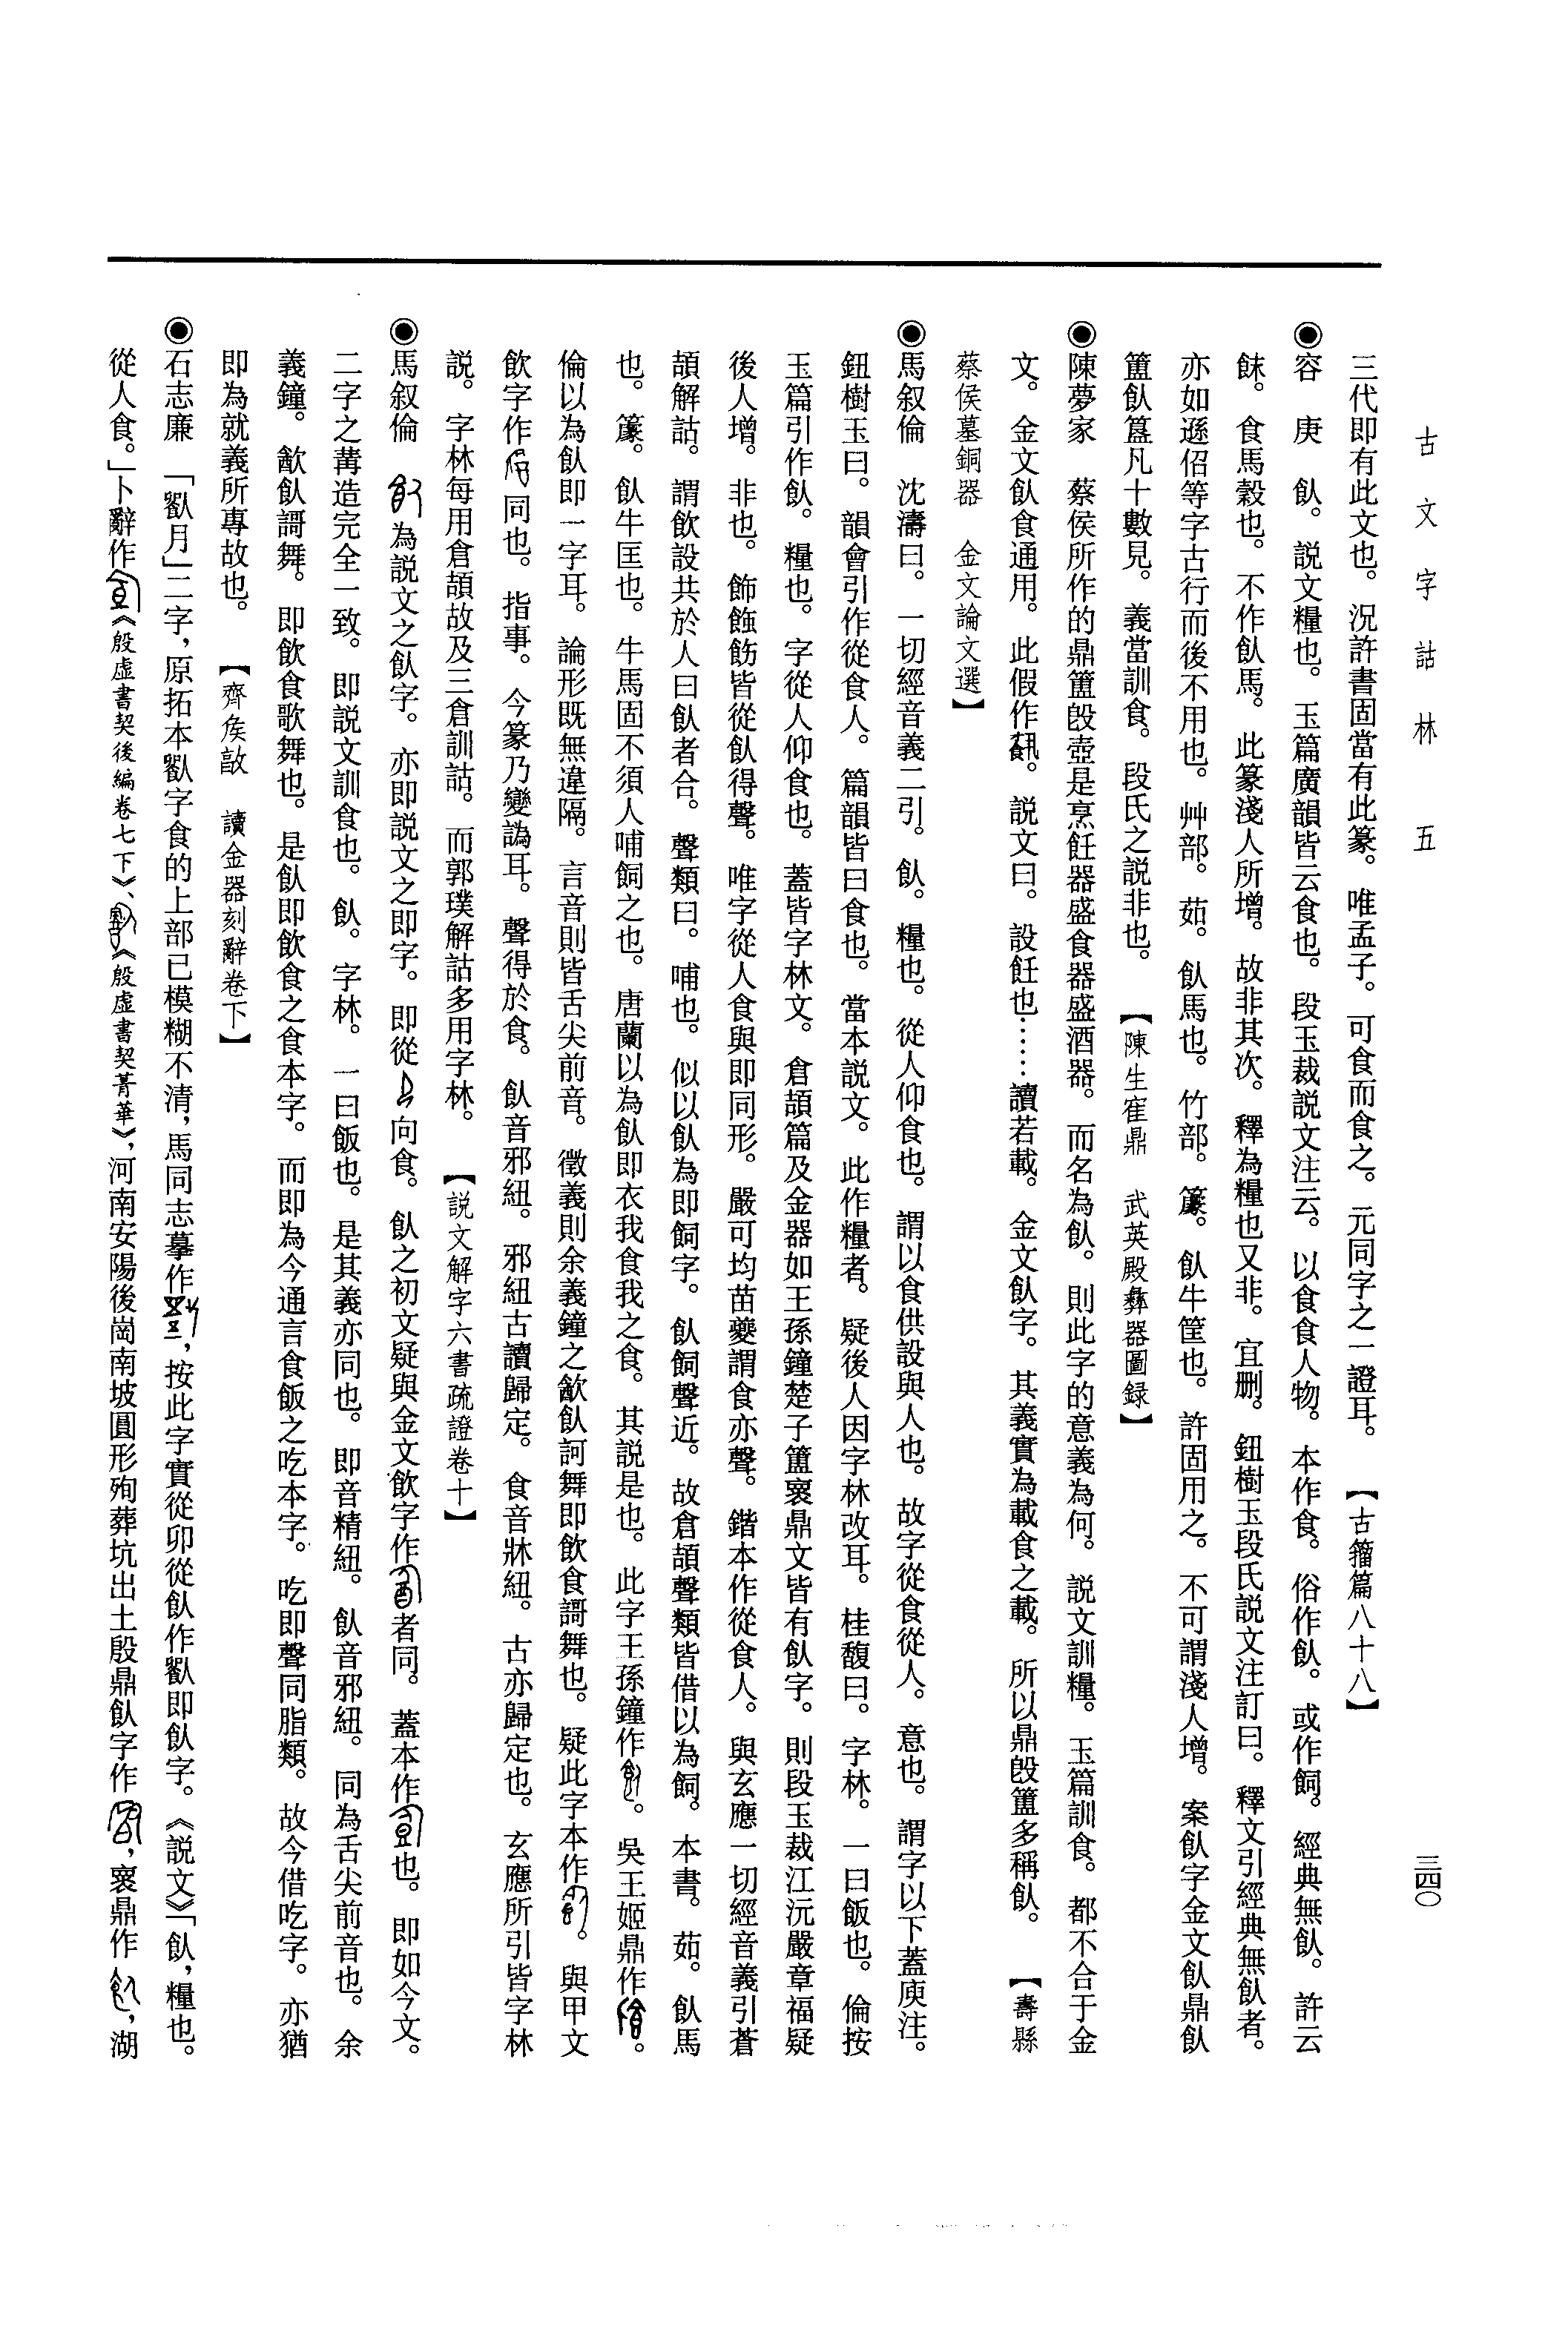 古文字詁林 五
三四〇
三代即有此文也。況許書固當有此篆。唯孟子。可食而食之。元同字之一證耳。 【古籀篇八十八】
◉容 庚 飤。説文糧也。玉篇廣韻皆云食也。段玉裁説文注云。以食食人物。本作食。俗作飤。或作飼。經典無飤。許云
餗。食馬穀也。不作飤馬。此篆淺人所增。故非其次。釋為糧也又非。宜删。鈕樹玉段氏説文注訂曰。釋文引經典無飤者。
亦如遜佋等字古行而後不用也。艸部。茹。飤馬也。竹部。篆。飤牛筐也。許固用之。不可謂淺人增。案飤字金文飤鼎飤
簠飤簋凡十數見。義當訓食。段氏之説非也。 【陳生寉鼎 武英殿彝器圖録】
◉陳夢家 蔡侯所作的鼎簠𣪘壺是烹飪器盛食器盛酒器。而名為飤。則此字的意義為何。説文訓糧。玉篇訓食。都不合于金
文。金文飤食通用。此假作𩚳。説文曰。設飪也……讀若載。金文飤字。其義實為載食之載。所以鼎𣪘簠多稱飤。 【壽縣
蔡侯墓銅器 金文論文選】
◉馬叙倫 沈濤曰。一切經音義二引。飤。糧也。從人仰食也。謂以食供設與人也。故字從食從人。意也。謂字以下蓋庾注。
鈕樹玉曰。韻會引作從食人。篇韻皆曰食也。當本説文。此作糧者。疑後人因字林改耳。桂馥曰。字林。一曰飯也。倫按
玉篇引作飤。糧也。字從人仰食也。蓋皆字林文。倉頡篇及金器如王孫鐘楚子簠𡩡鼎文皆有飤字。則段玉裁江沅嚴章福疑
後人增。非也。飾蝕飭皆從飤得聲。唯字從人食與即同形。嚴可均苗夔謂食亦聲。鍇本作從食人。與玄應一切經音義引蒼
頡解詁。謂飲設共於人曰飤者合。聲類曰。哺也。似以飤為即飼字。飤飼聲近。故倉頡聲類皆借以為飼。本書。茹。飤馬
也。篆。飤牛匡也。牛馬固不須人哺飼之也。唐蘭以為飤即衣我食我之食。其説是也。此字王孫鐘作。吳王姬鼎作。
倫以為飤即一字耳。論形既無違隔。言音則皆舌尖前音。徵義則余義鐘之歙飤訶舞即飲食謌舞也。疑此字本作。與甲文
飲字作同也。指事。今篆乃變譌耳。聲得於食。飤音邪紐。邪紐古讀歸定。食音牀紐。古亦歸定也。玄應所引皆字林
説。字林每用倉頡故及三倉訓詁。而郭璞解詁多用字林。 【説文解字六書疏證卷十】
◉馬叙倫 為説文之飤字。亦即説文之即字。即從向食。飤之初文疑與金文飲字作者同。蓋本作也。即如今文。
二字之冓造完全一致。即説文訓食也。飤。字林。一曰飯也。是其義亦同也。即音精紐。飤音邪紐。同為舌尖前音也。余
義鐘。歙飤謌舞。即飲食歌舞也。是飤即飲食之食本字。而即為今通言食飯之吃本字。吃即聲同脂類。故今借吃字。亦猶
即為就義所專故也。 【齊矦敦 讀金器刻辭卷下】
◉石志廉 「月」二字，原拓本字食的上部已模糊不清，馬同志摹作，按此字實從卯從飤作即飤字。《説文》「飤，糧也。
從人食。」卜辭作《殷虛書契後編卷七下》、《殷虛書契菁華》，河南安陽後崗南坡圓形殉葬坑出土殷鼎飤字作，𡩡鼎作，湖